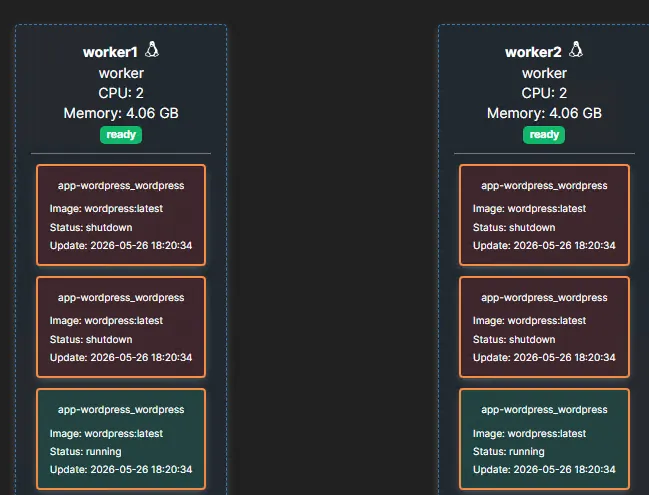 worker1
worker
CPU: 2
Memory: 4.06 GB
ready
app-wordpress_wordpress
Image: wordpress:latest
Status: shutdown
Update: 2026-05-26 18:20:34
app-wordpress_wordpress
Image: wordpress:latest
Status: shutdown
Update: 2026-05-26 18:20:34
app-wordpress_wordpress
Image: wordpress:latest
Status: running
Update: 2026-05-26 18:20:34
worker2
worker
CPU: 2
Memory: 4.06 GB
ready
app-wordpress_wordpress
Image: wordpress:latest
Status: shutdown
Update: 2026-05-26 18:20:34
app-wordpress_wordpress
Image: wordpress:latest
Status: shutdown
Update: 2026-05-26 18:20:34
app-wordpress_wordpress
Image: wordpress:latest
Status: running
Update: 2026-05-26 18:20:34